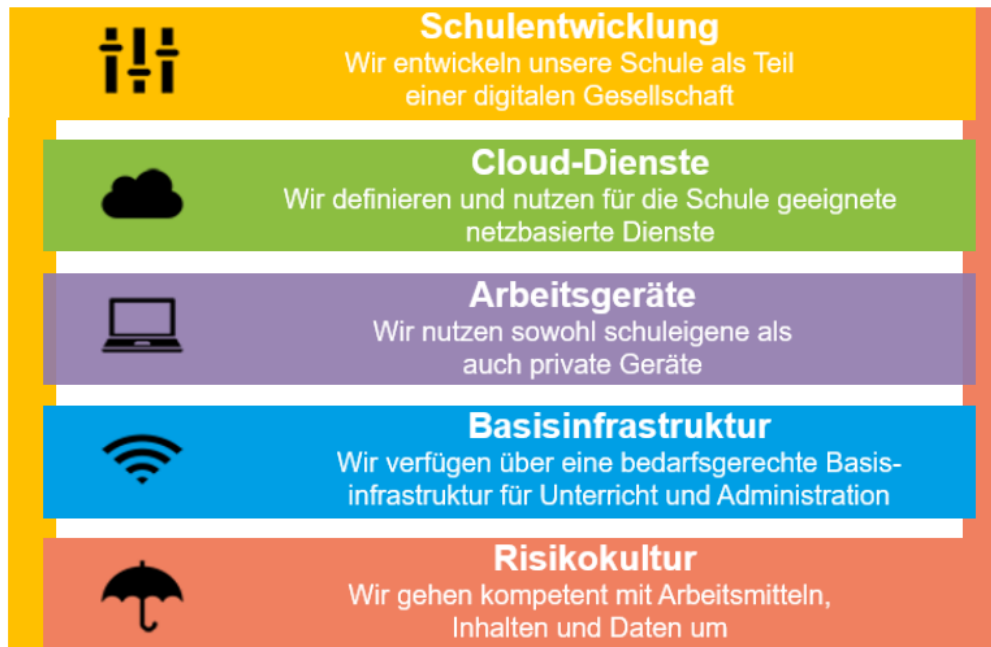 Schulentwicklung
Wir entwickeln unsere Schule als Teil
einer digitalen Gesellschaft
Cloud-Dienste
Wir definieren und nutzen für die Schule geeignete
netzbasierte Dienste
Arbeitsgeräte
Wir nutzen sowohl schuleigene als
auch private Geräte
Basisinfrastruktur
Wir verfügen über eine bedarfsgerechte Basis-
infrastruktur für Unterricht und Administration
Risikokultur
Wir gehen kompetent mit Arbeitsmitteln,
Inhalten und Daten um